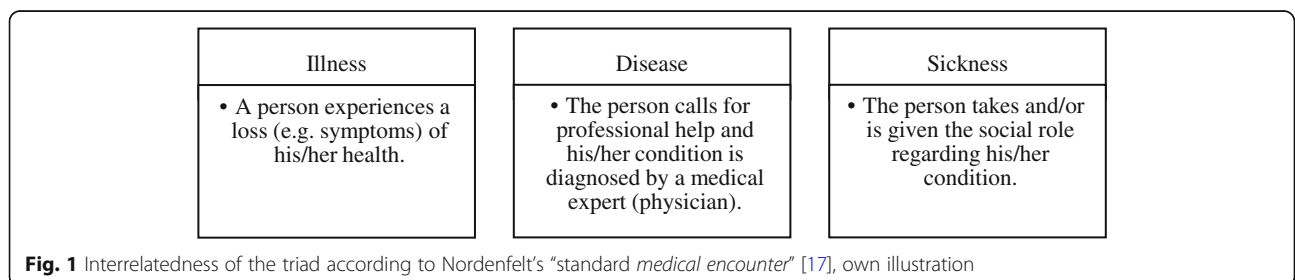 Illness
• A person experiences a
loss (e.g. symptoms) of
his/her health.
Disease
• The person calls for
professional help and
his/her condition is
diagnosed by a medical
expert (physician).
Sickness
• The person takes and/or
is given the social role
regarding his/her
condition.
Fig. 1 Interrelatedness of the triad according to Nordenfelt’s “standard medical encounter” [17], own illustration